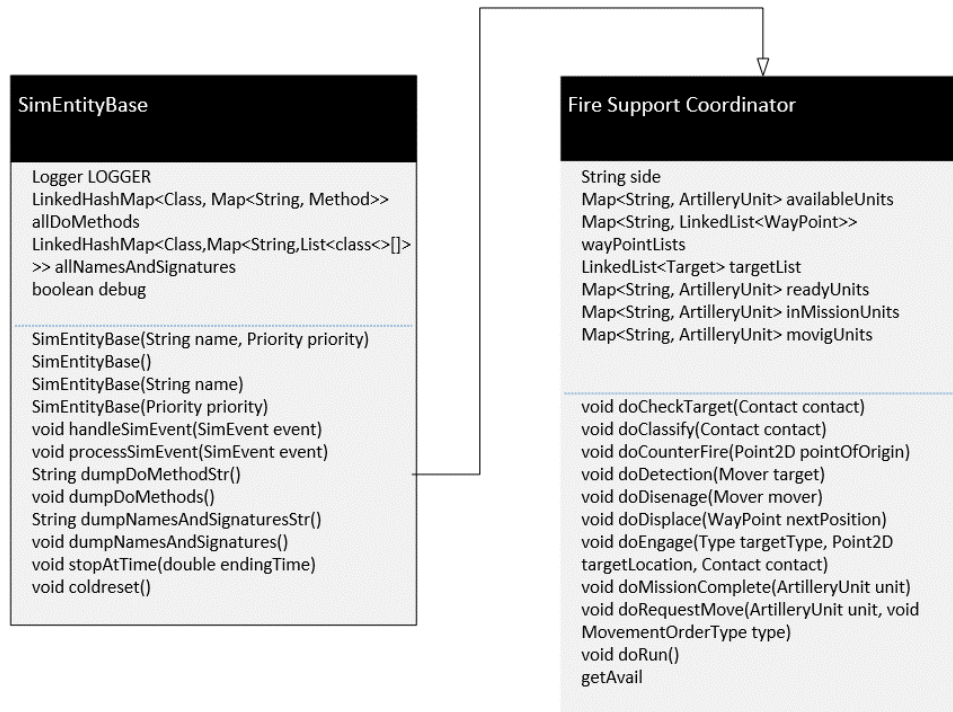 SimEntityBase
Logger LOGGER
LinkedHashMap<Class, Map<String, Method>>
allDoMethods
LinkedHashMap<Class,Map<String,List<class<>[]>
>> allNamesAndSignatures
boolean debug
SimEntityBase(String name, Priority priority)
SimEntityBase()
SimEntityBase(String name)
SimEntityBase(Priority priority)
void handleSimEvent(SimEvent event)
void processSimEvent(SimEvent event)
String dumpDoMethodStr()
void dumpDoMethods()
String dumpNamesAndSignaturesStr()
void dumpNamesAndSignatures()
void stopAtTime(double endingTime)
void coldreset()
Fire Support Coordinator
String side
Map<String, ArtilleryUnit> availableUnits
Map<String, LinkedList<WayPoint>>
wayPointLists
LinkedList<Target> targetList
Map<String, ArtilleryUnit> readyUnits
Map<String, ArtilleryUnit> inMissionUnits
Map<String, ArtilleryUnit> movigUnits
void doCheckTarget(Contact contact)
void doClassify(Contact contact)
void doCounterFire(Point2D pointOfOrigin)
void doDetection(Mover target)
void doDisenage(Mover mover)
void doDisplace(WayPoint nextPosition)
void doEngage(Type targetType, Point2D
targetLocation, Contact contact)
void doMissionComplete(ArtilleryUnit unit)
void doRequestMove(ArtilleryUnit unit, void
MovementOrderType type)
void doRun()
getAvail